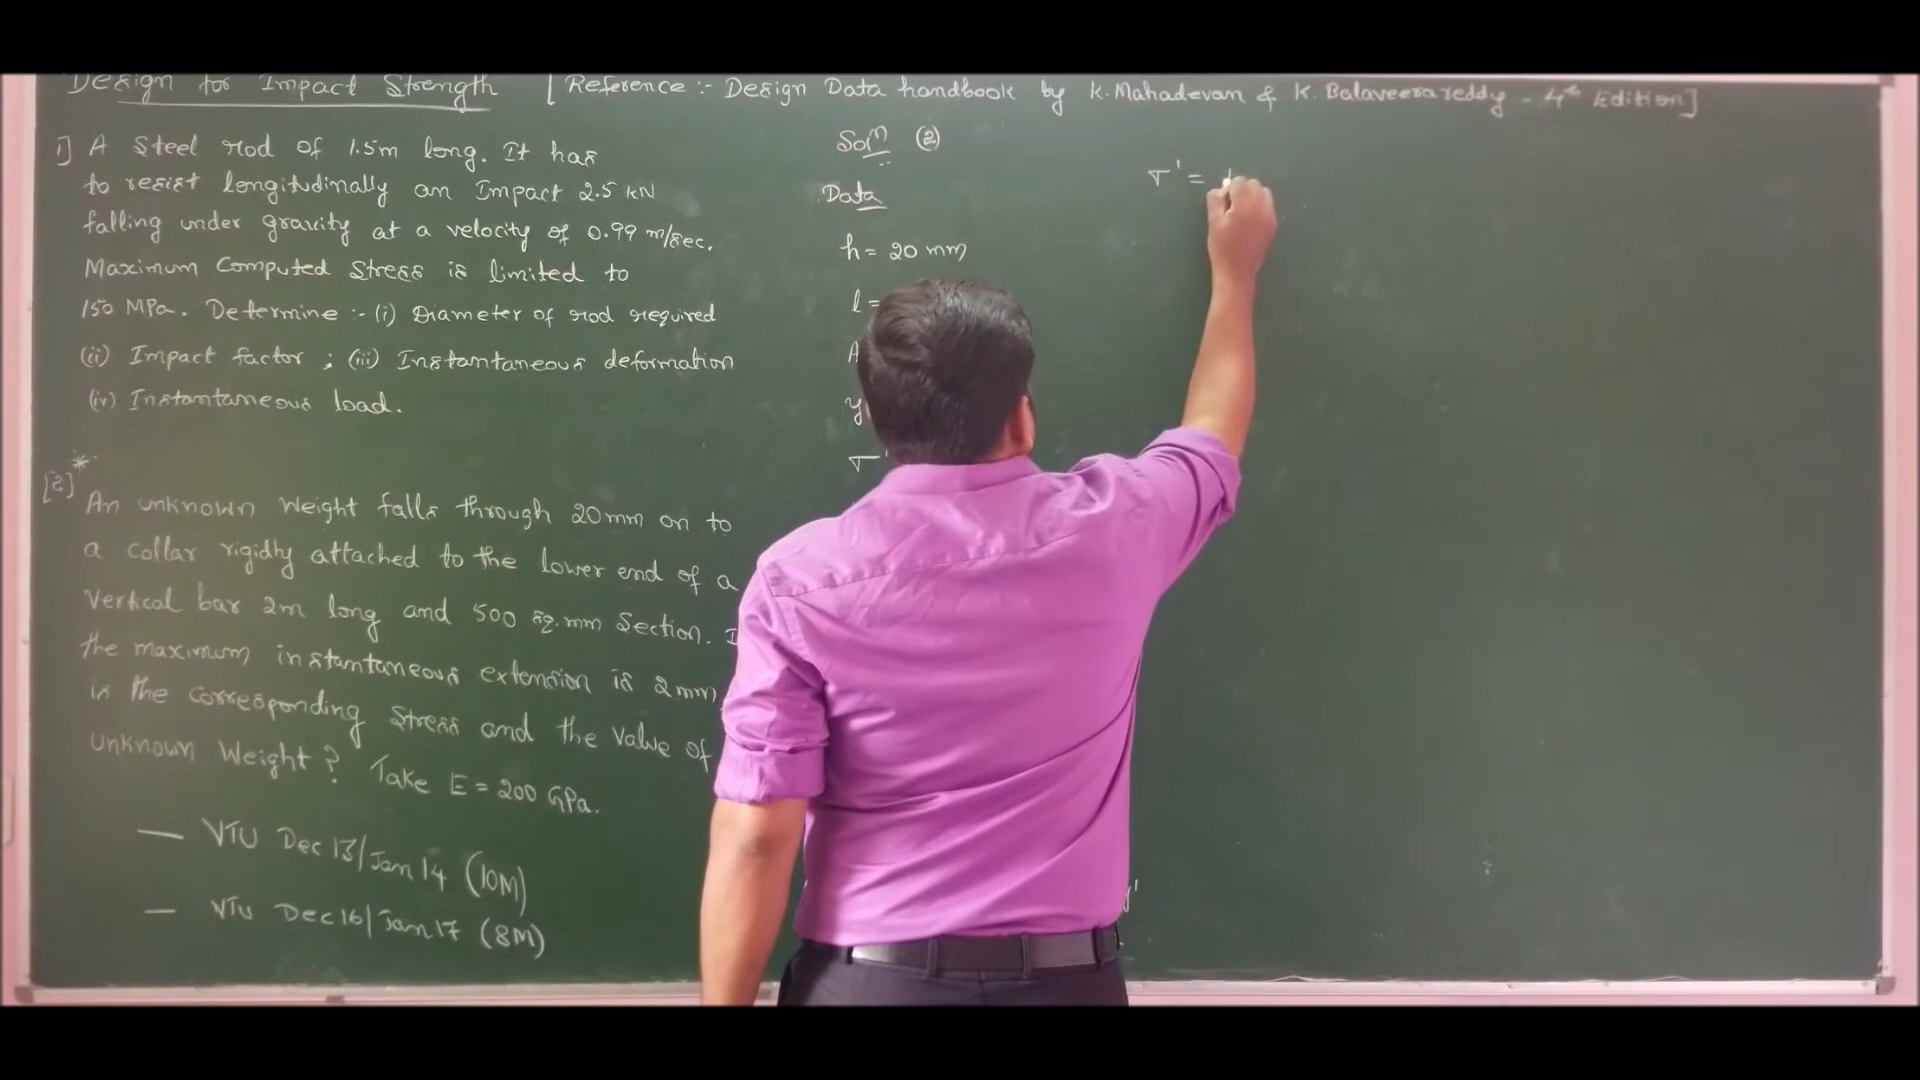 Design for Impact Strength [Reference :- Design Data handbook by K. Mahadevan & K. Balaveerareddy - 4th Edition]
1] A Steel rod of 1.5m long. It has
to resist longitudinally an Impact 2.5 kN
falling under gravity at a velocity of 0.99 m/sec.
Maximum Computed Stress is limited to
150 MPa. Determine :- (i) Diameter of rod required
(ii) Impact factor ; (iii) Instantaneous deformation
(iv) Instantaneous load.
[2]*
An unknown Weight falls through 20mm on to
a collar rigidly attached to the lower end of a
Vertical bar 2m long and 500 sq.mm Section. I
the maximum instantaneous extension is 2mm,
is the corresponding Stress and the Value of
unknown Weight? Take E = 200 GPa.
— VTU Dec 13/Jan 14 (10M)
— VTU Dec 16/Jan 17 (8M)
Soln (2)
Data
h = 20 mm
l =
A
y
σ'
σ' =